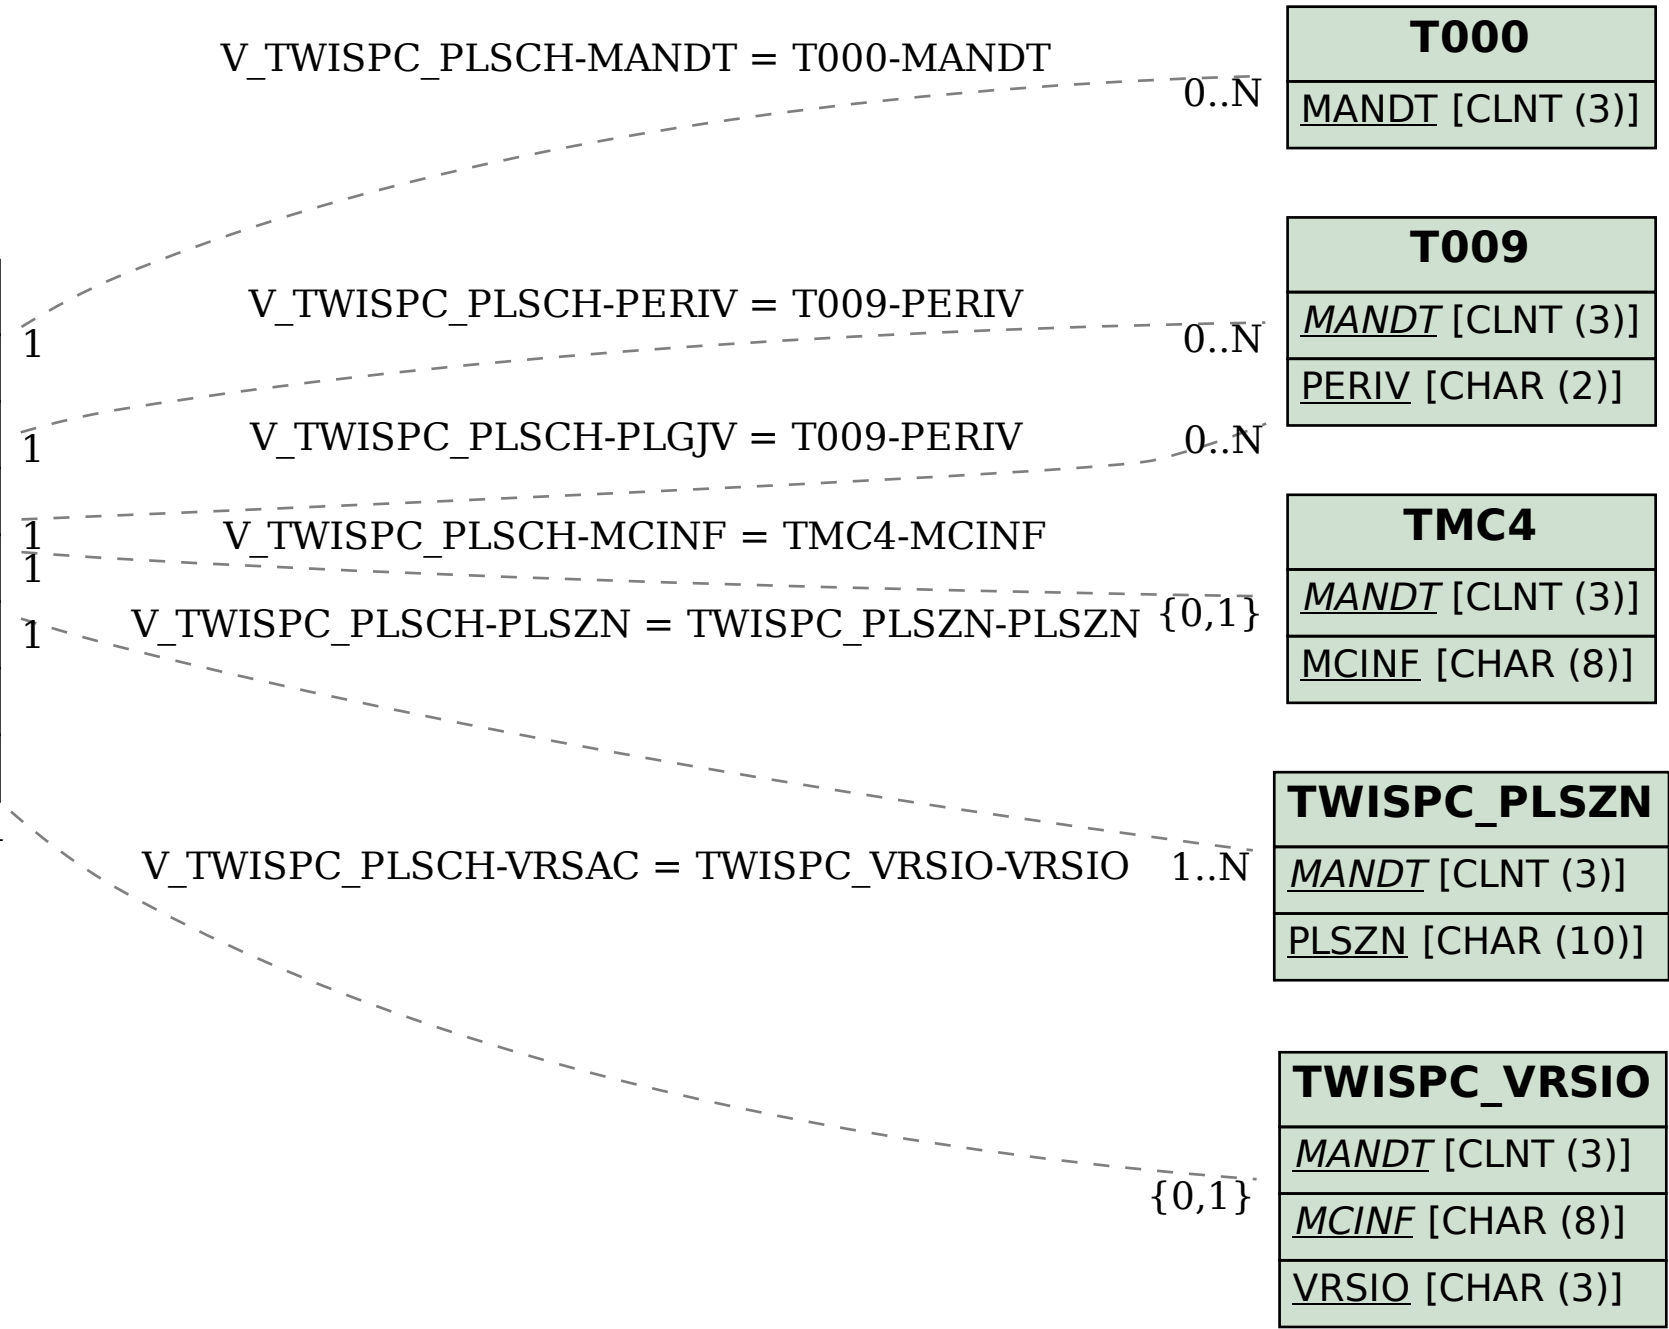 V_TWISPC_PLSCH-MANDT = T000-MANDT
0..N
1
T000
MANDT [CLNT (3)]
V_TWISPC_PLSCH-PERIV = T009-PERIV
0..N
1
T009
MANDT [CLNT (3)]
PERIV [CHAR (2)]
V_TWISPC_PLSCH-PLGJV = T009-PERIV
0..N
1
V_TWISPC_PLSCH-MCINF = TMC4-MCINF
{0,1}
1
TMC4
MANDT [CLNT (3)]
MCINF [CHAR (8)]
V_TWISPC_PLSCH-PLSZN = TWISPC_PLSZN-PLSZN
1
1..N
TWISPC_PLSZN
MANDT [CLNT (3)]
PLSZN [CHAR (10)]
V_TWISPC_PLSCH-VRSAC = TWISPC_VRSIO-VRSIO
{0,1}
TWISPC_VRSIO
MANDT [CLNT (3)]
MCINF [CHAR (8)]
VRSIO [CHAR (3)]